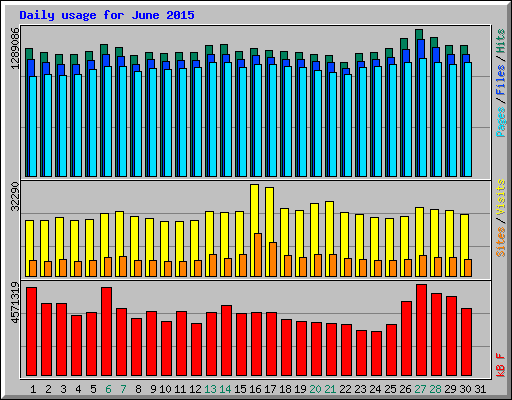 Daily usage for June 2015
1289086
Pages / Files / Hits
32290
Sites / Visits
4571319
kB F
1 2 3 4 5 6 7 8 9 10 11 12 13 14 15 16 17 18 19 20 21 22 23 24 25 26 27 28 29 30 31